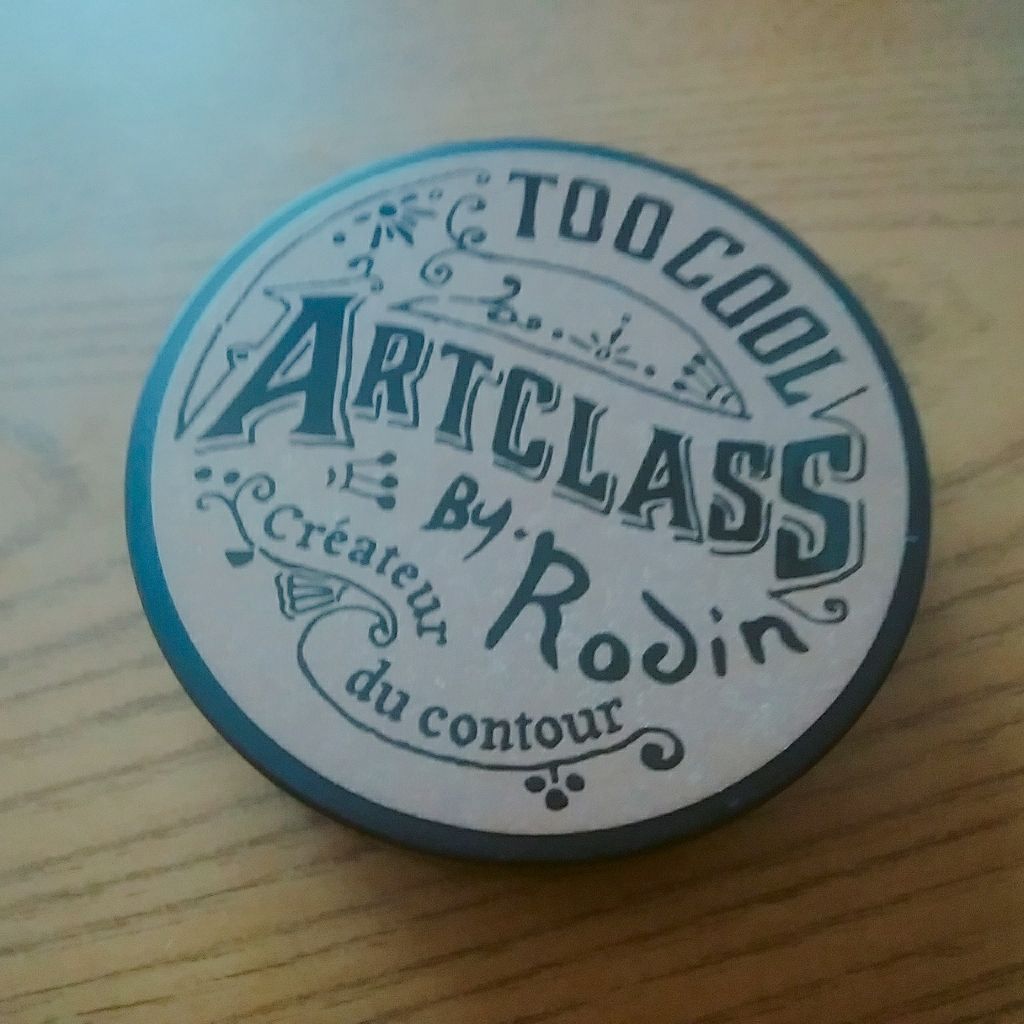 TOO COOL
ARTCLASS
BY.
Rodin
Créateur
du contour